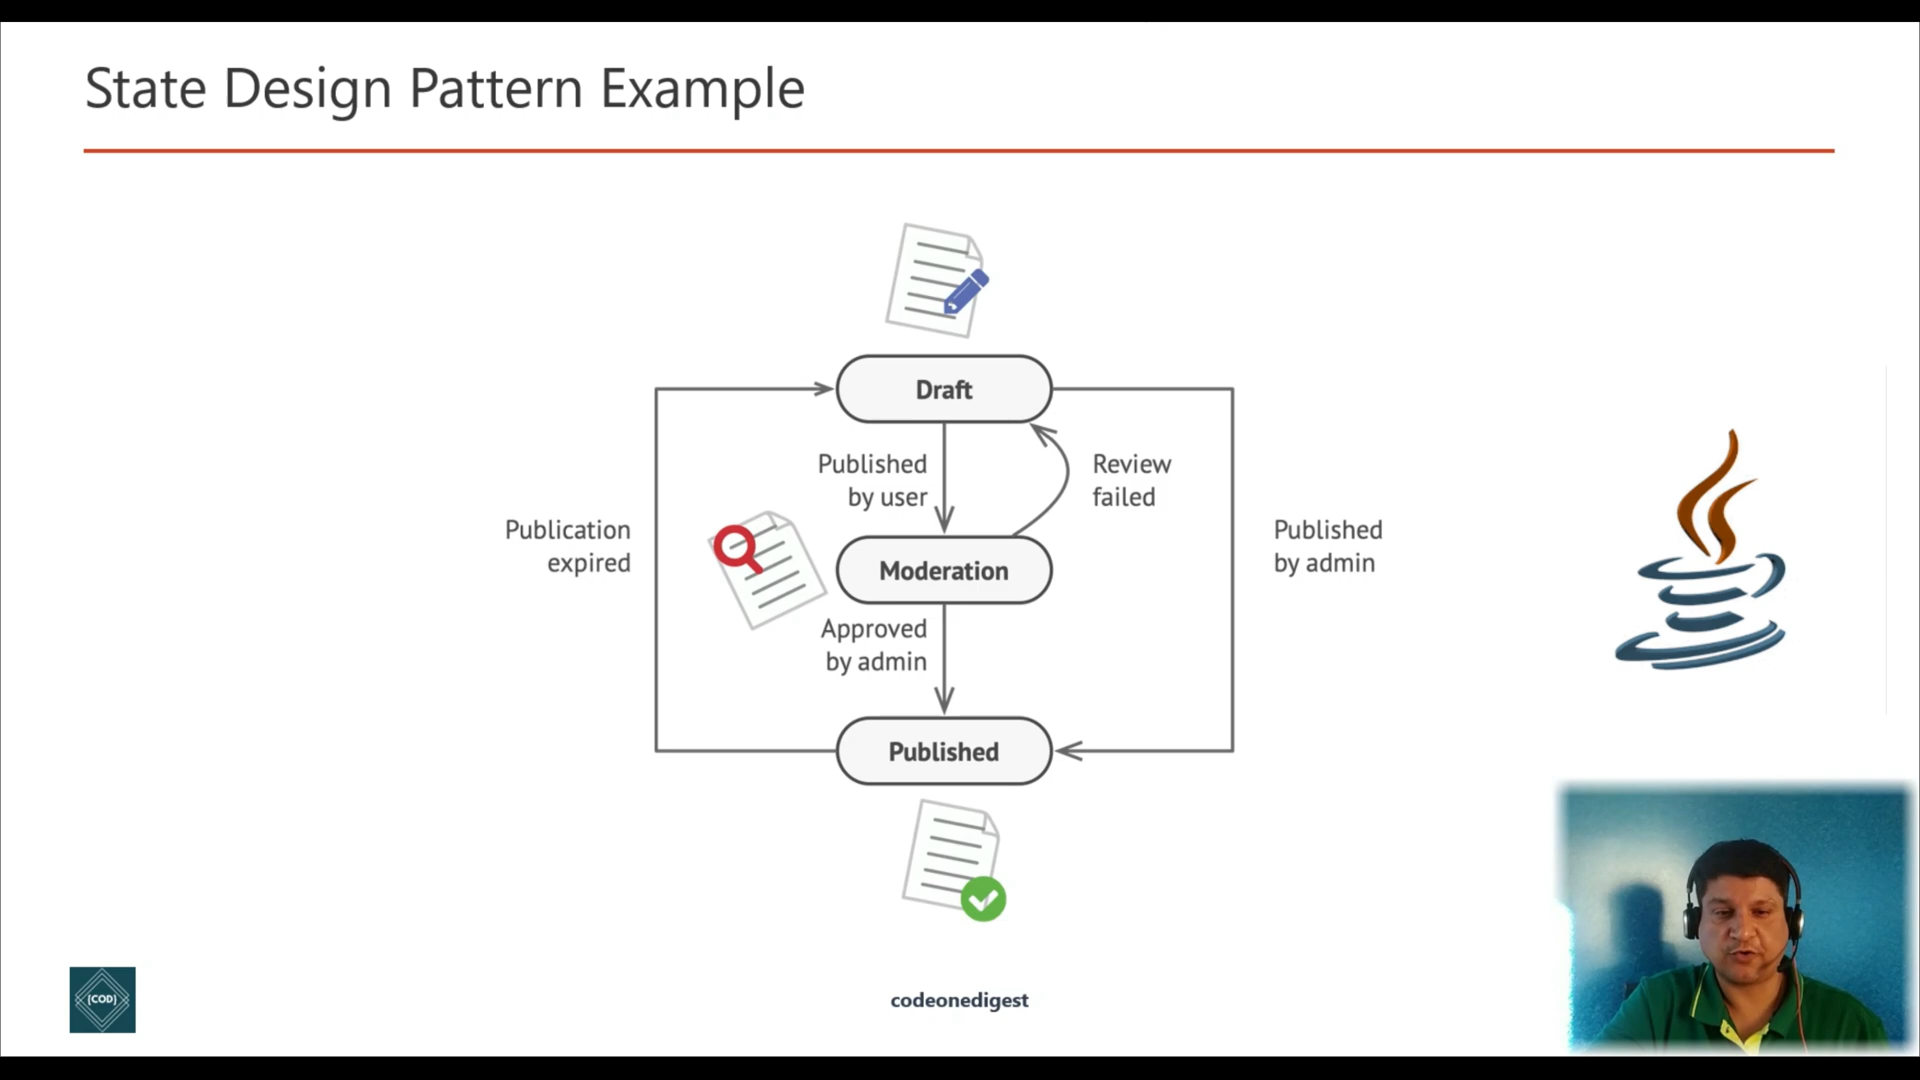 State Design Pattern Example
Draft
Published
by user
Review
failed
Publication
expired
Published
by admin
Moderation
Approved
by admin
Published
{COD}
codeonedigest